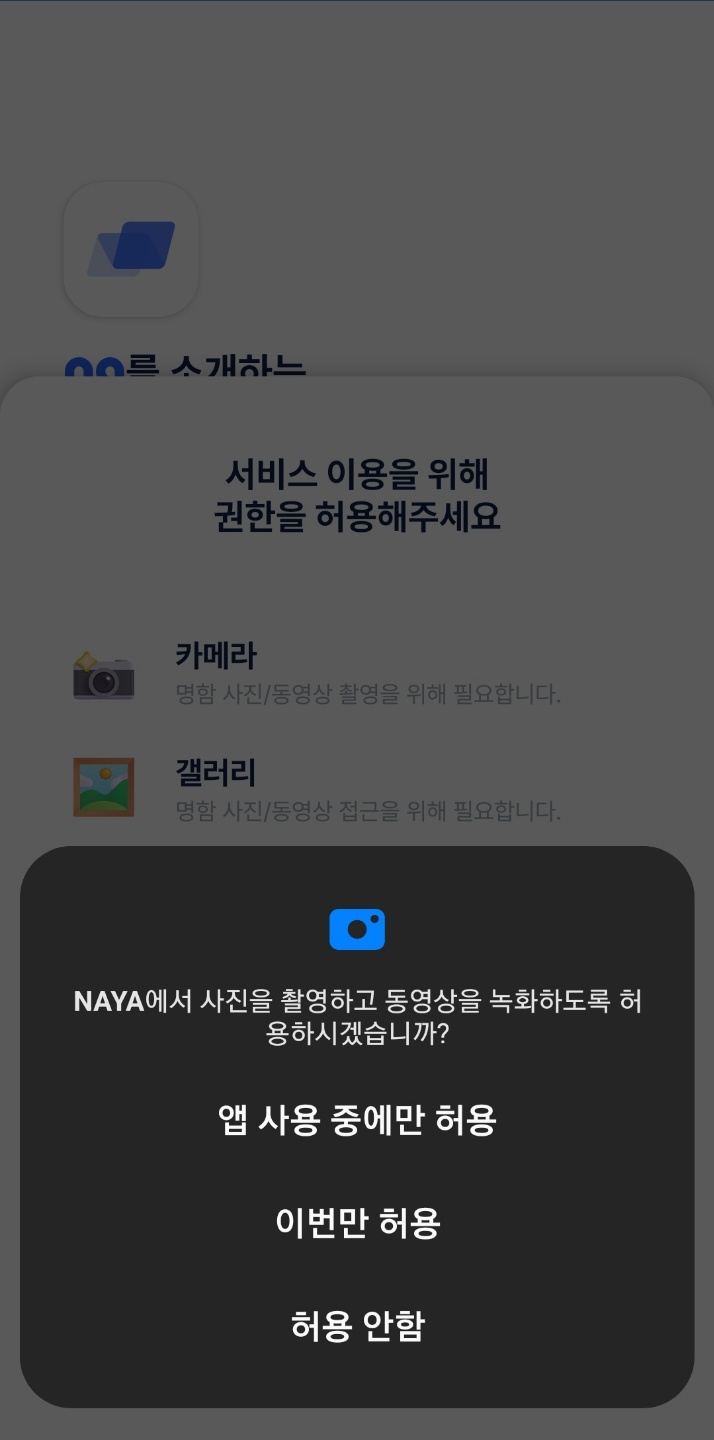 를 소개하는
서비스 이용을 위해
권한을 허용해주세요
카메라
명함 사진/동영상 촬영을 위해 필요합니다.
갤러리
명함 사진/동영상 접근을 위해 필요합니다.
NAYA에서 사진을 촬영하고 동영상을 녹화하도록 허
용하시겠습니까?
앱 사용 중에만 허용
이번만 허용
허용 안함